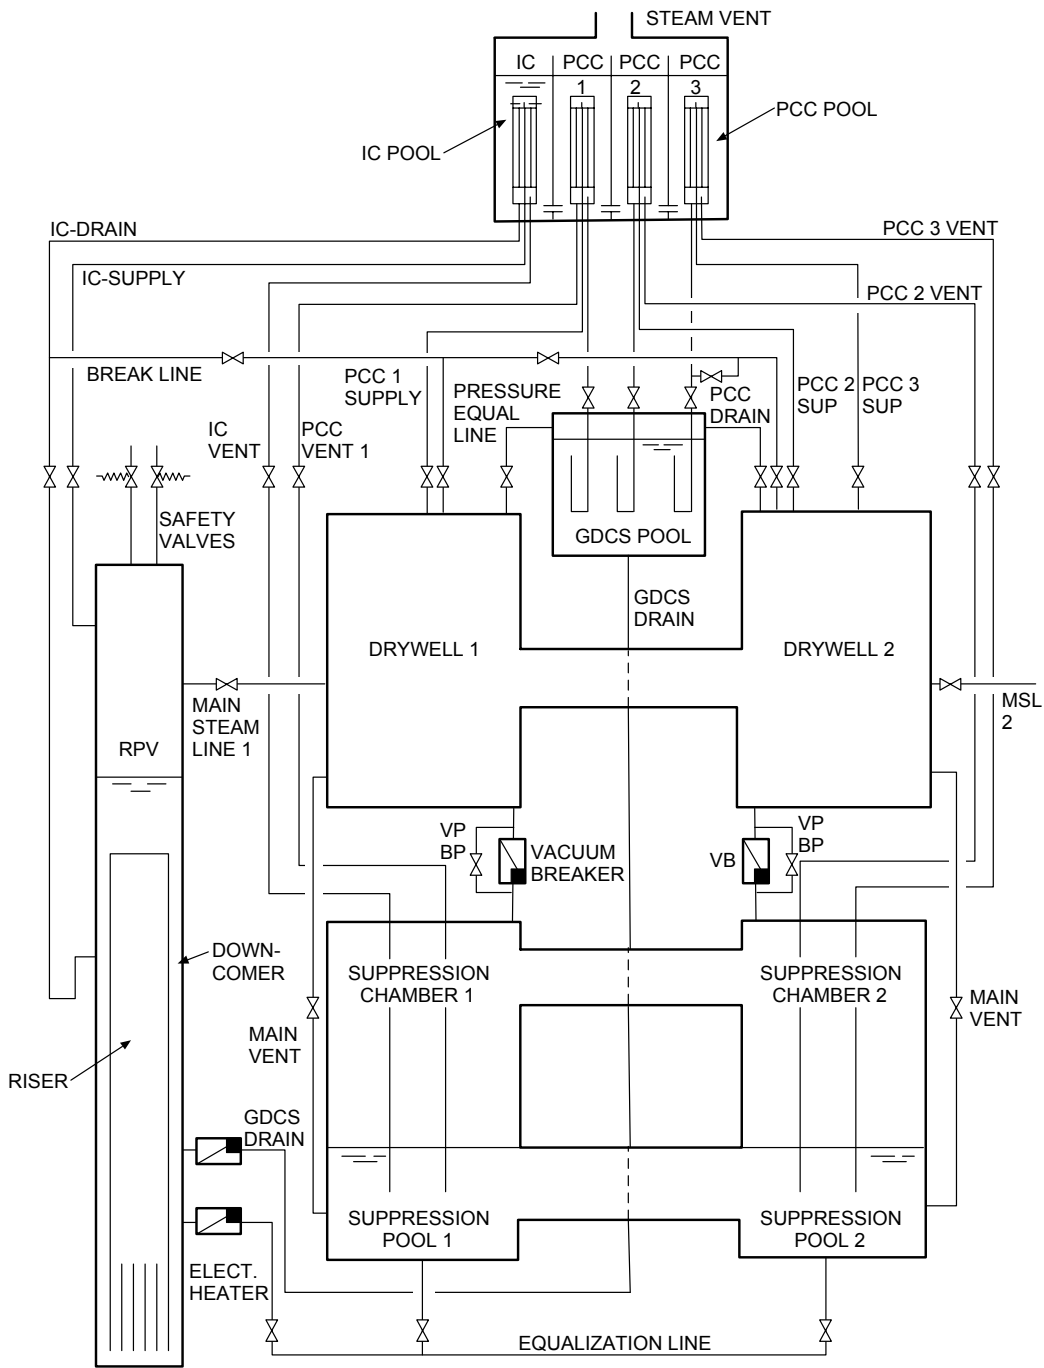 STEAM VENT
IC
PCC
1
PCC
2
PCC
3
PCC POOL
IC POOL
IC-DRAIN
IC-SUPPLY
PCC 3 VENT
PCC 2 VENT
BREAK LINE
PCC 1
SUPPLY
PRESSURE
EQUAL
LINE
PCC
DRAIN
PCC 2
SUP
PCC 3
SUP
IC
VENT
PCC
VENT 1
SAFETY
VALVES
GDCS POOL
GDCS
DRAIN
DRYWELL 1
DRYWELL 2
MAIN
STEAM
LINE 1
MSL
2
RPV
VP
BP
VACUUM
BREAKER
VB
VP
BP
DOWN-
COMER
SUPPRESSION
CHAMBER 1
SUPPRESSION
CHAMBER 2
MAIN
VENT
MAIN
VENT
RISER
GDCS
DRAIN
SUPPRESSION
POOL 1
SUPPRESSION
POOL 2
ELECT.
HEATER
EQUALIZATION LINE